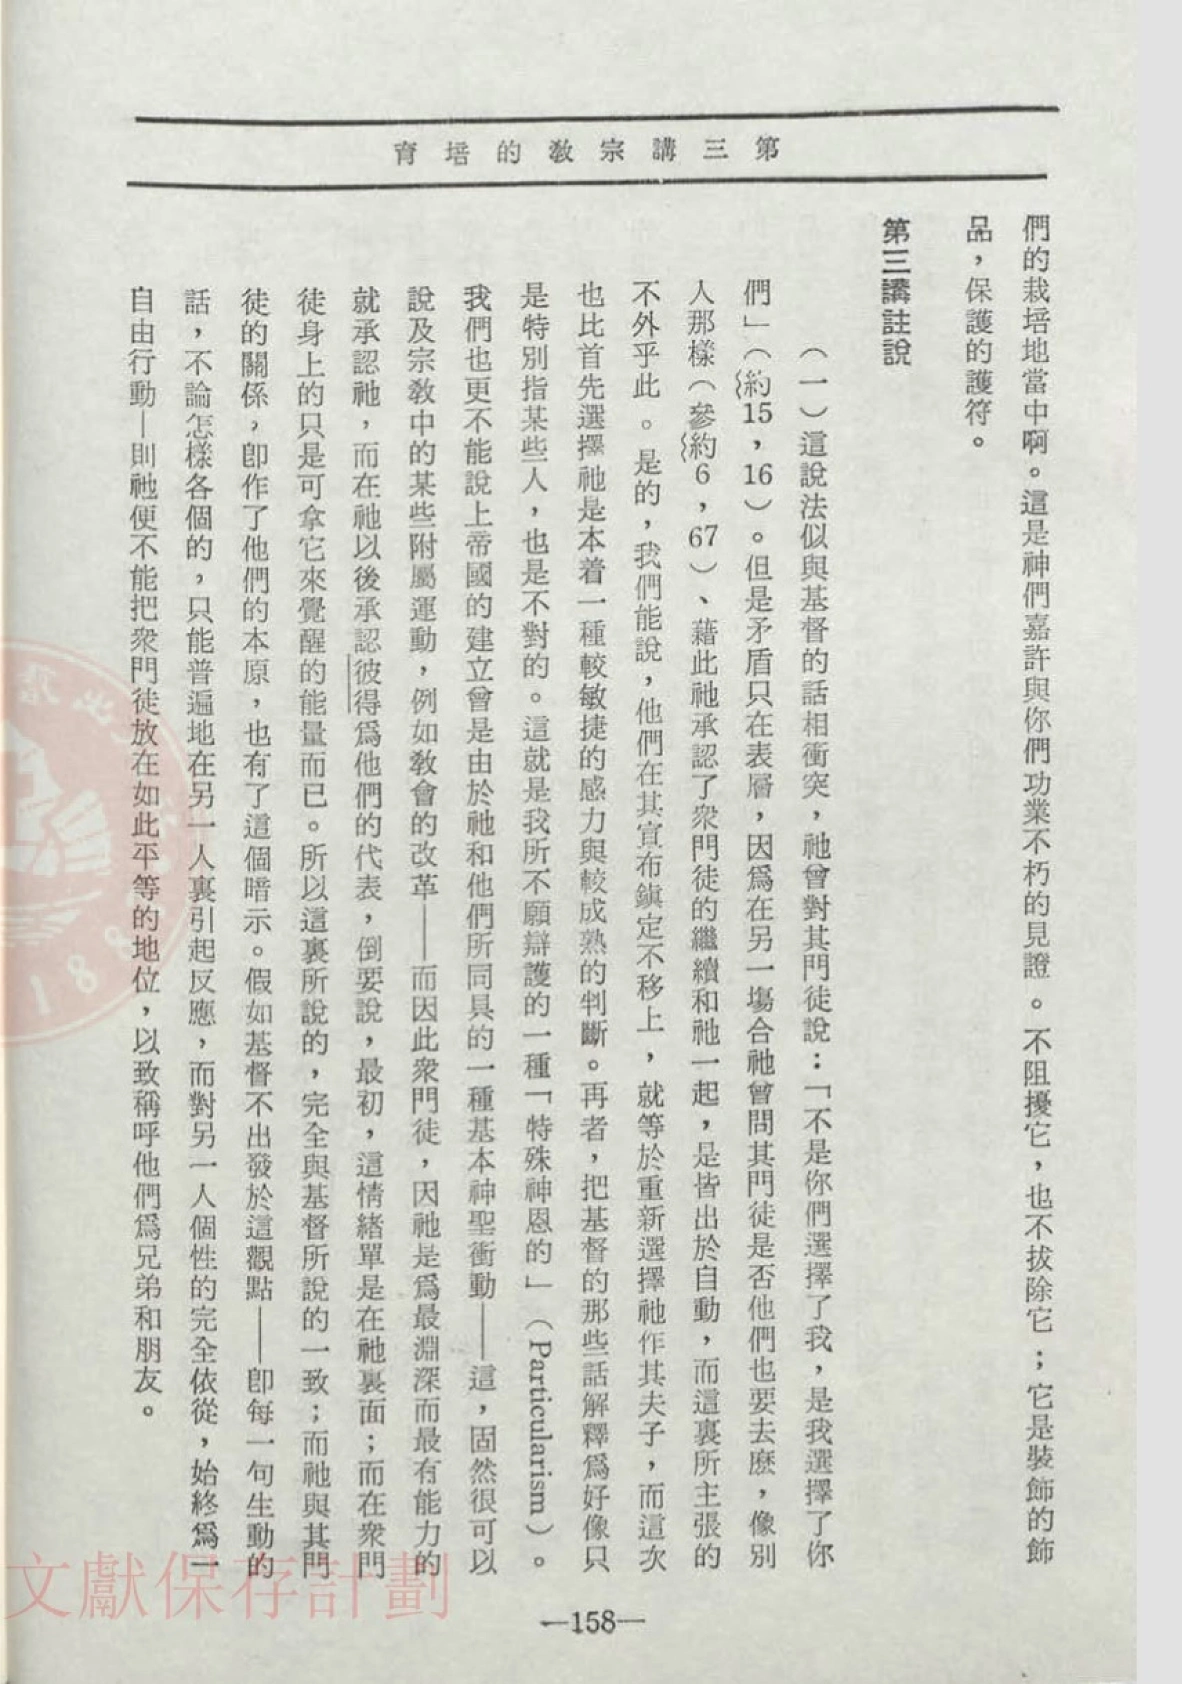 第三講宗教的培育
們的栽培地當中啊。這是神們嘉許與你們功業不朽的見證。不阻擾它，也不拔除它；它是裝飾的飾
品，保護的護符。
第三講註說
（一）這說法似與基督的話相衝突，祂曾對其門徒說：「不是你們選擇了我，是我選擇了你
們」（約15，16）。但是矛盾只在表層，因爲在另一塲合祂曾問其門徒是否他們也要去麽，像別
人那樣（參約6，67）、藉此祂承認了衆門徒的繼續和祂一起，是皆出於自動，而這裏所主張的
不外乎此。是的，我們能說，他們在其宣布鎭定不移上，就等於重新選擇祂作其夫子，而這次
也比首先選擇祂是本着一種較敏捷的感力與較成熟的判斷。再者，把基督的那些話解釋爲好像只
是特別指某些人，也是不對的。這就是我所不願辯護的一種「特殊神恩的」（Particularism）。
我們也更不能說上帝國的建立曾是由於祂和他們所同具的一種基本神聖衝動——這，固然很可以
說及宗教中的某些附屬運動，例如教會的改革——而因此衆門徒，因祂是爲最淵深而最有能力的
就承認祂，而在祂以後承認彼得爲他們的代表，倒要說，最初，這情緒單是在祂裏面；而在衆門
徒身上的只是可拿它來覺醒的能量而已。所以這裏所說的，完全與基督所說的一致；而祂與其門
徒的關係，卽作了他們的本原，也有了這個暗示。假如基督不出發於這觀點——卽每一句生動的
話，不論怎樣各個的，只能普遍地在另一人裏引起反應，而對另一人個性的完全依從，始終爲一
自由行動—則祂便不能把衆門徒放在如此平等的地位，以致稱呼他們爲兄弟和朋友。
—158—
188
文獻保存計劃